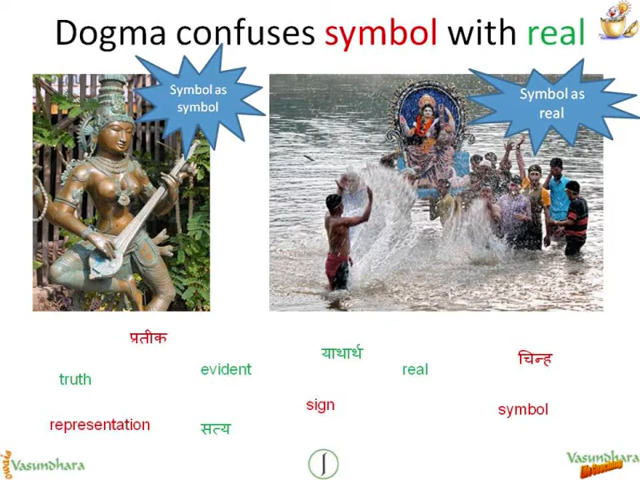 Dogma confuses symbol with real
Symbol as
symbol
Symbol as
real
प्रतीक
याथार्थ
चिन्ह
truth
evident
real
sign
symbol
representation
सत्य
Vasundhara
Vasundhara